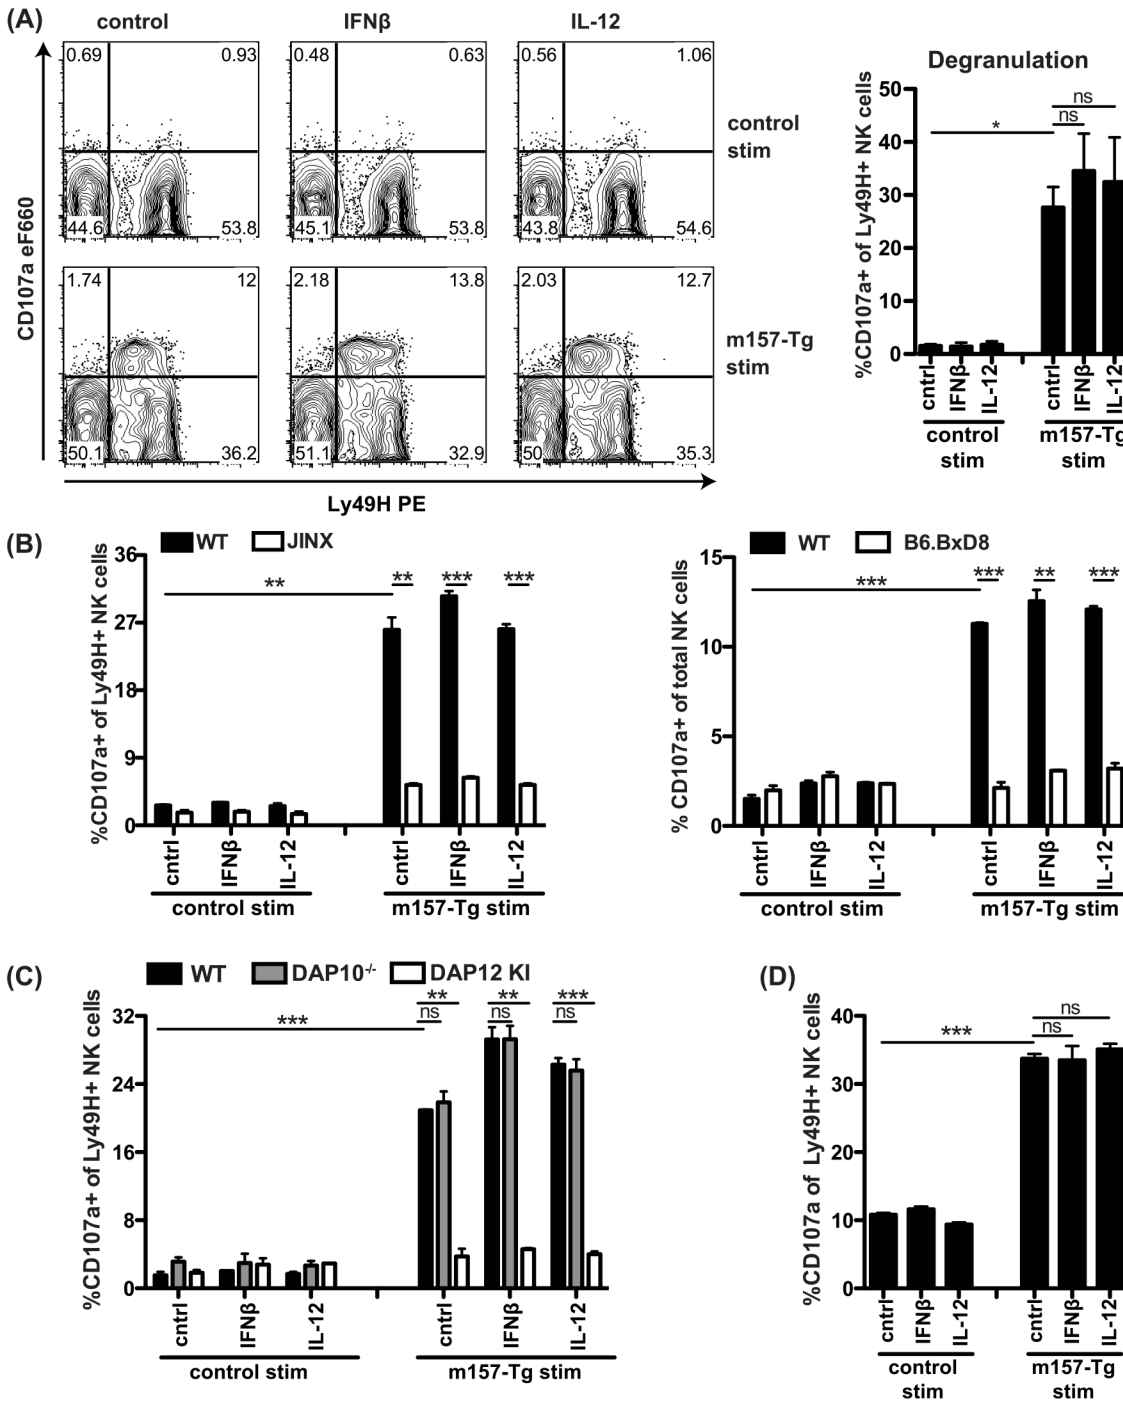 (A)
control IFNβ IL-12
0.69 0.93 0.48 0.63 0.56 1.06
control
stim
44.6 53.8 45.1 53.8 43.8 54.6
1.74 12 2.18 13.8 2.03 12.7
m157-Tg
stim
50.1 36.2 51.1 32.9 50 35.3
CD107a eF660
Ly49H PE
Degranulation
%CD107a+ of Ly49H+ NK cells
50
40
30
20
10
0
* ns
ns
cntrl IFNβ IL-12 cntrl IFNβ IL-12
control
stim
m157-Tg
stim
(B)
WT JINX
%CD107a+ of Ly49H+ NK cells
36
27
18
9
0
** ** *** ***
cntrl IFNβ IL-12 cntrl IFNβ IL-12
control stim m157-Tg stim
WT B6.BxD8
% CD107a+ of total NK cells
15
10
5
0
*** *** ** ***
cntrl IFNβ IL-12 cntrl IFNβ IL-12
control stim m157-Tg stim
(C)
WT DAP10-/- DAP12 KI
%CD107a+ of Ly49H+ NK cells
32
24
16
8
0
*** ** ** ***
ns ns ns
cntrl IFNβ IL-12 cntrl IFNβ IL-12
control stim m157-Tg stim
(D)
%CD107a of Ly49H+ NK cells
40
30
20
10
0
*** ns
ns
cntrl IFNβ IL-12 cntrl IFNβ IL-12
control
stim
m157-Tg
stim